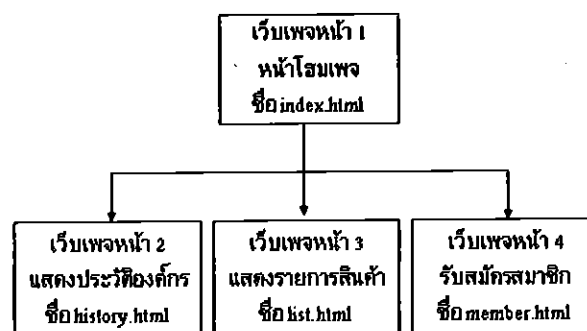 เว็บเพจหน้า 1
หน้าโฮมเพจ
ชื่อ index.html
เว็บเพจหน้า 2
แสดงประวัติองค์กร
ชื่อ history.html
เว็บเพจหน้า 3
แสดงรายการสินค้า
ชื่อ list.html
เว็บเพจหน้า 4
รับสมัครสมาชิก
ชื่อ member.html